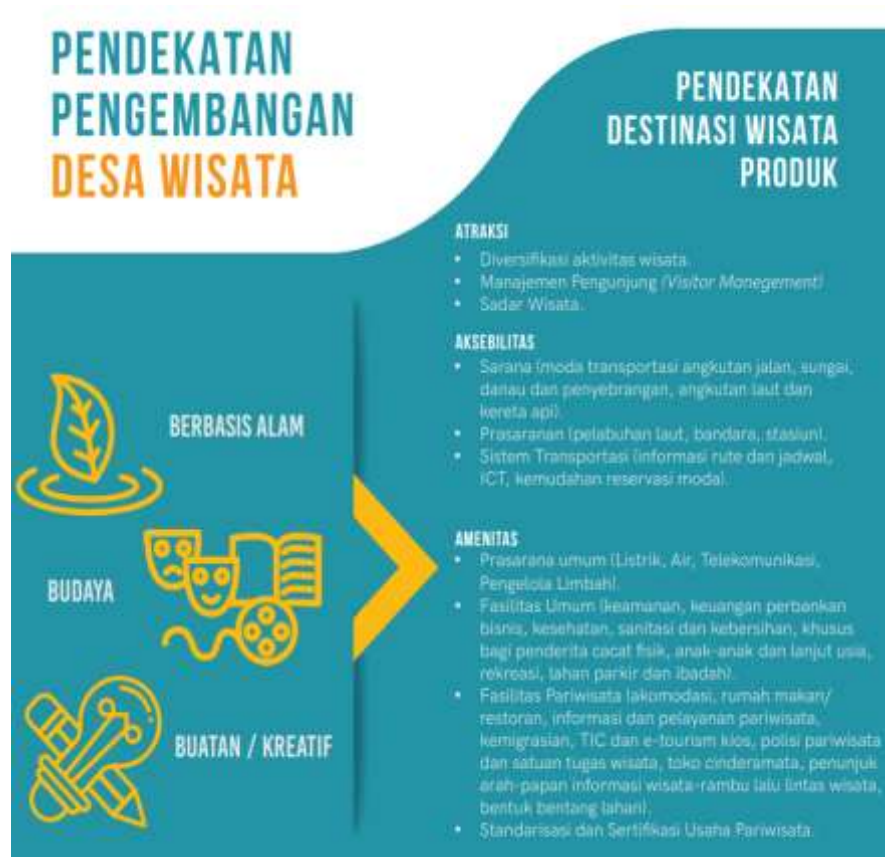 PENDEKATAN
PENGEMBANGAN
DESA WISATA
PENDEKATAN
DESTINASI WISATA
PRODUK
BERBASIS ALAM
BUDAYA
BUATAN / KREATIF
ATRAKSI
• Diversifikasi aktivitas wisata.
• Manajemen Pengunjung (Visitor Manegement)
• Sadar Wisata.
AKSEBILITAS
• Sarana (moda transportasi angkutan jalan, sungai,
danau dan penyebrangan, angkutan laut dan
kereta api).
• Prasaranan (pelabuhan laut, bandara, stasiun).
• Sistem Transportasi (informasi rute dan jadwal,
ICT, kemudahan reservasi moda).
AMENITAS
• Prasarana umum (Listrik, Air, Telekomunikasi,
Pengelola Limbah).
• Fasilitas Umum (keamanan, keuangan perbankan
bisnis, kesehatan, sanitasi dan kebersihan, khusus
bagi penderita cacat fisik, anak-anak dan lanjut usia,
rekreasi, lahan parkir dan ibadah).
• Fasilitas Pariwisata (akomodasi, rumah makan/
restoran, informasi dan pelayanan pariwisata,
kemigrasian, TIC dan e-tourism kios, polisi pariwisata
dan satuan tugas wisata, toko cinderamata, penunjuk
arah-papan informasi wisata-rambu lalu lintas wisata,
bentuk bentang lahan).
• Standarisasi dan Sertifikasi Usaha Pariwisata.